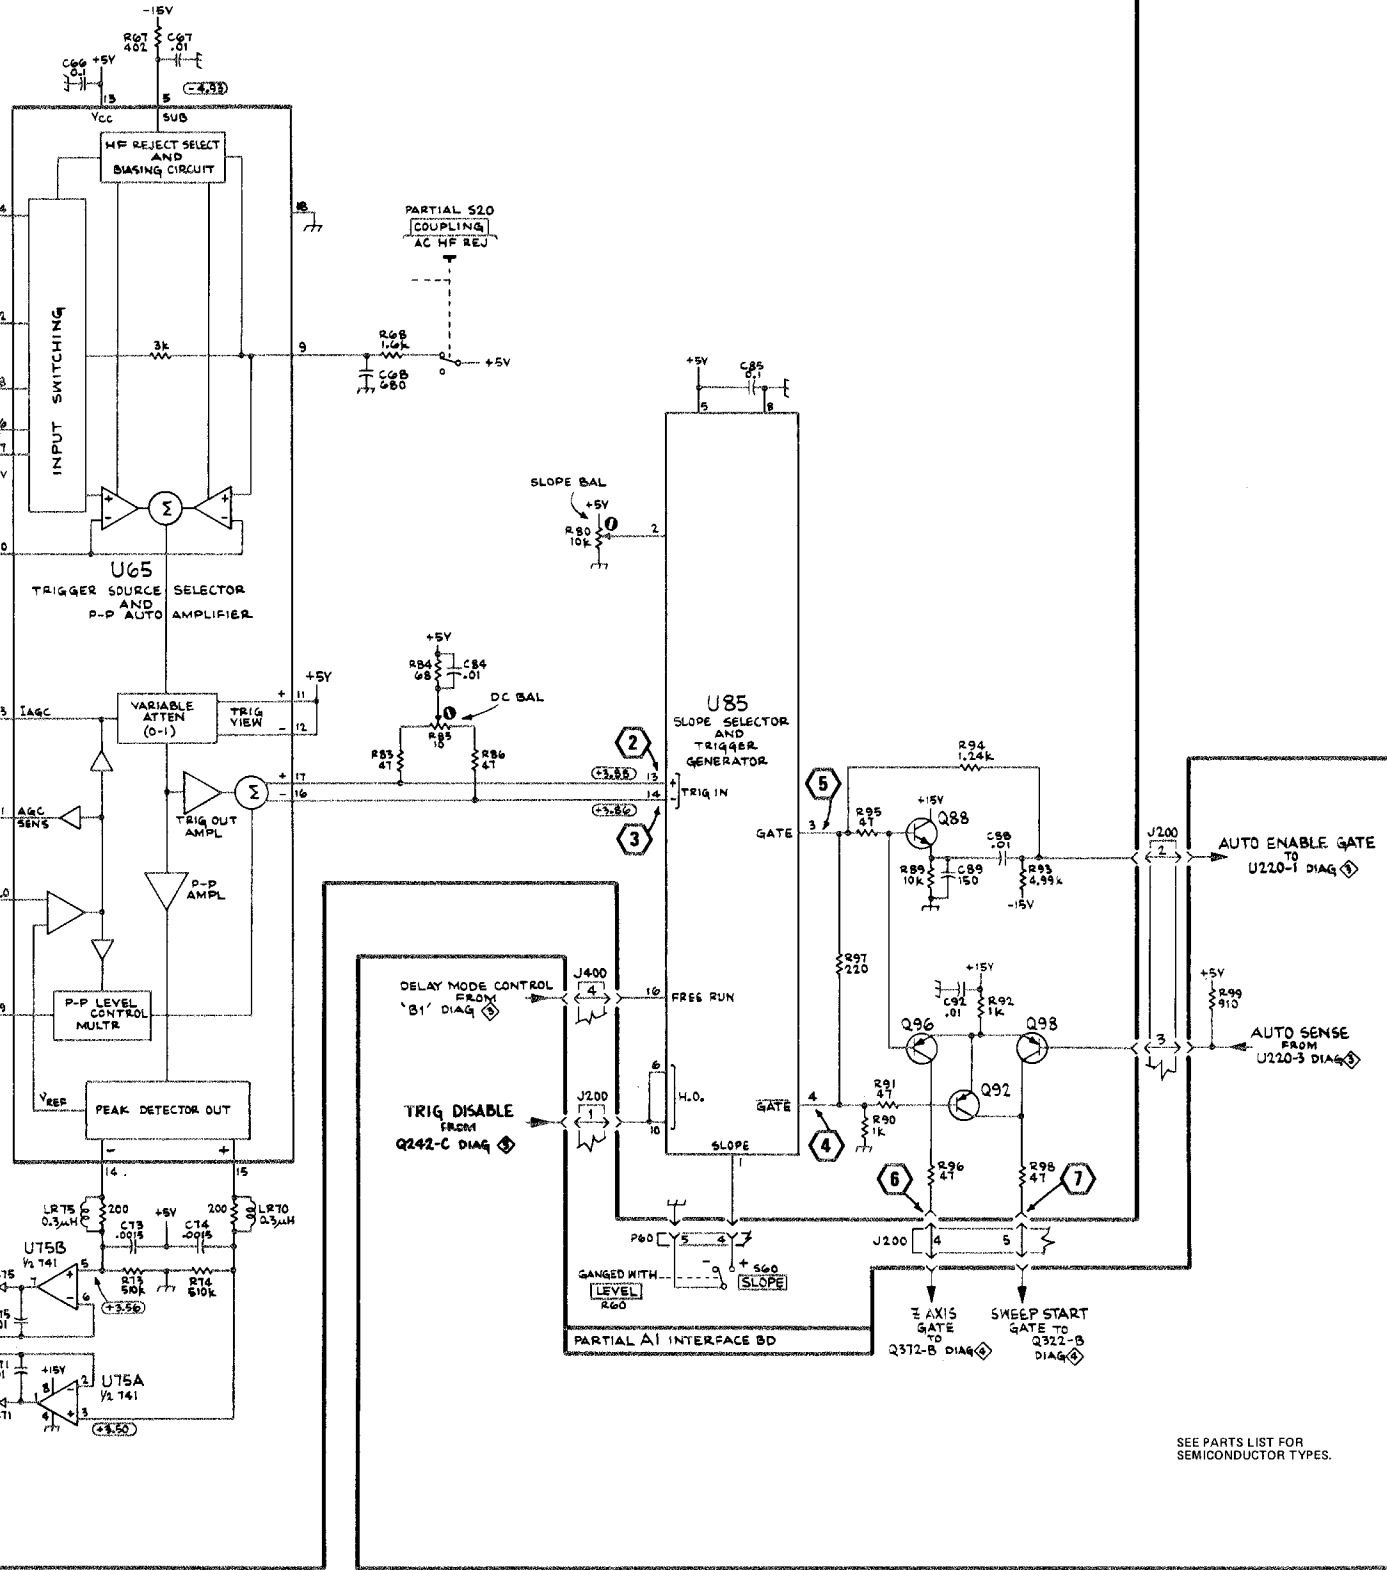 -15V
R67
402
C67
.01
C66
0.1
+5V
-4.93
13
5
VCC
SUB
HF REJECT SELECT
AND
BIASING CIRCUIT
4
18
PARTIAL S20
COUPLING
AC HF REJ
INPUT SWITCHING
2
3k
9
R68
1.6k
C68
680
+5V
8
6
7
V
+
-
Σ
+
-
0
U65
TRIGGER SOURCE SELECTOR
AND
P-P AUTO AMPLIFIER
+5V
C85
0.1
5
8
SLOPE BAL
+5V
R80
10k
2
+5V
R84
68
C84
.01
DC BAL
R85
10
R83
47
R86
47
3
IAGC
VARIABLE
ATTEN
(0-1)
TRIG
VIEW
+
11
-
12
+5V
U85
SLOPE SELECTOR
AND
TRIGGER
GENERATOR
2
+3.88
13
+
TRIG IN
14
-
+3.86
3
+
17
-
16
Σ
TRIG OUT
AMPL
1
AGC
SENS
P-P
AMPL
P-P LEVEL
CONTROL
MULTR
9
VREF
PEAK DETECTOR OUT
-
+
14
15
R94
1.24k
5
GATE
3
R95
47
+15V
Q88
C88
.01
R89
10k
C89
150
R93
4.99k
-15V
J200
2
AUTO ENABLE GATE
TO
U220-1 DIAG 3
R97
220
DELAY MODE CONTROL
FROM
'B1' DIAG 3
J400
4
16
FREE RUN
+15V
C92
.01
R92
1k
Q96
Q98
+5V
R99
910
3
AUTO SENSE
FROM
U220-3 DIAG 3
6
H.O.
10
TRIG DISABLE
FROM
Q242-C DIAG
J200
1
GATE
4
R91
47
R90
1k
Q92
4
SLOPE
1
6
R96
47
R98
47
7
LR75
0.3μH
200
200
LR70
0.3μH
C73
.0015
+5V
C74
.0015
U75B
1/2 741
7
5
+
-
6
R73
510k
R74
510k
+3.56
P60
5
4
J200
4
5
GANGED WITH
LEVEL
R60
-
+
S60
SLOPE
Z AXIS
GATE
TO
Q372-B DIAG 4
SWEEP START
GATE TO
Q322-B
DIAG 4
PARTIAL A1 INTERFACE BD
+15V
8
1
4
2
-
+
3
U75A
1/2 741
+3.50
SEE PARTS LIST FOR
SEMICONDUCTOR TYPES.